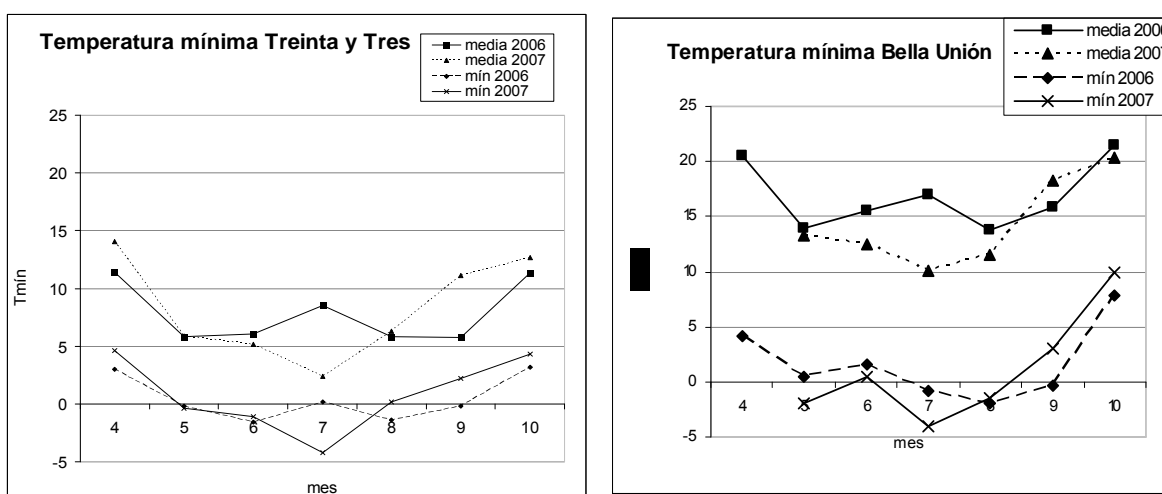 Temperatura mínima Treinta y Tres
media 2006
media 2007
mín 2006
mín 2007
25
20
15
10
5
0
-5
Tmín
4 5 6 7 8 9 10
mes
Temperatura mínima Bella Unión
media 2006
media 2007
mín 2006
mín 2007
25
20
15
10
5
0
-5
4 5 6 7 8 9 10
mes